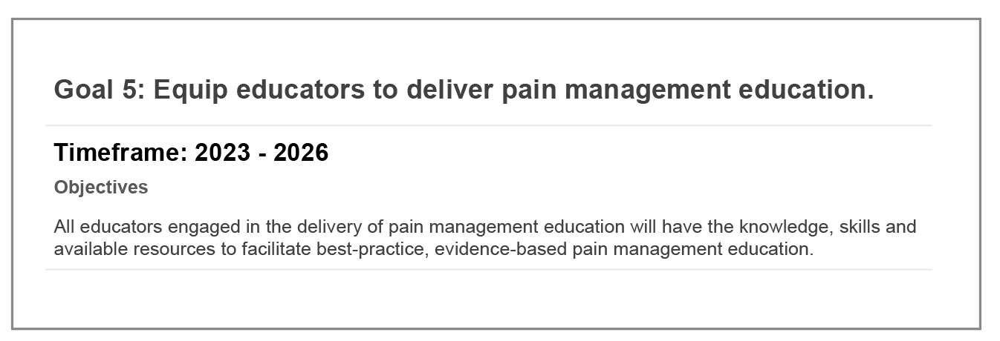 Goal 5: Equip educators to deliver pain management education.
Timeframe: 2023 - 2026
Objectives
All educators engaged in the delivery of pain management education will have the knowledge, skills and
available resources to facilitate best-practice, evidence-based pain management education.